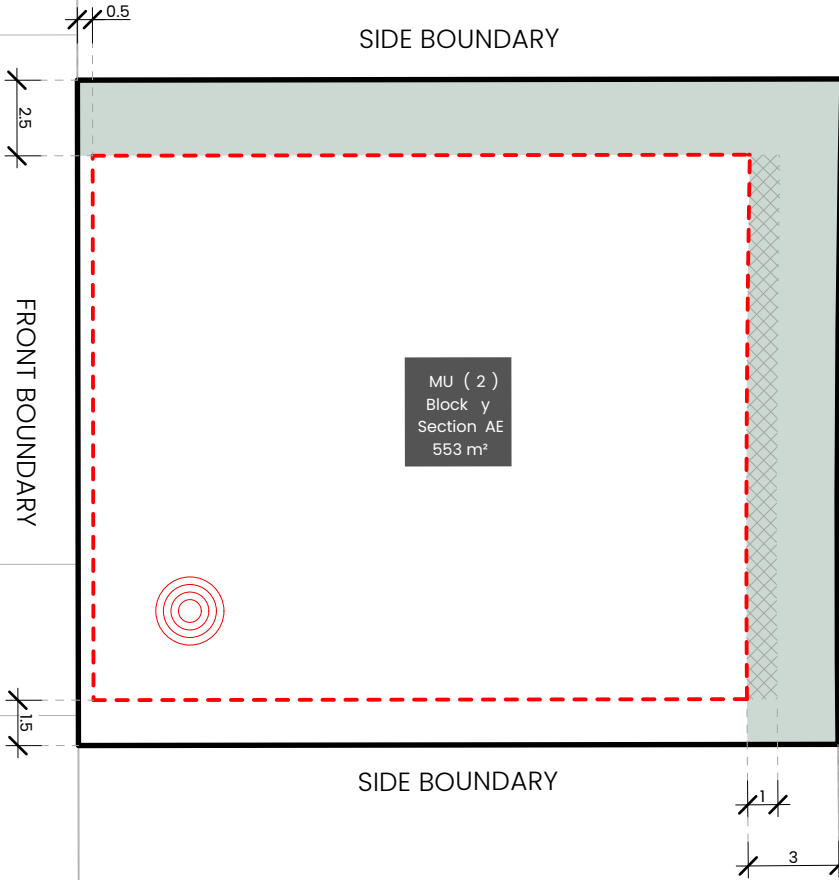 0.5
SIDE BOUNDARY
2.5
FRONT BOUNDARY
MU ( 2 )
Block y
Section AE
553 m²
1.5
SIDE BOUNDARY
1
3